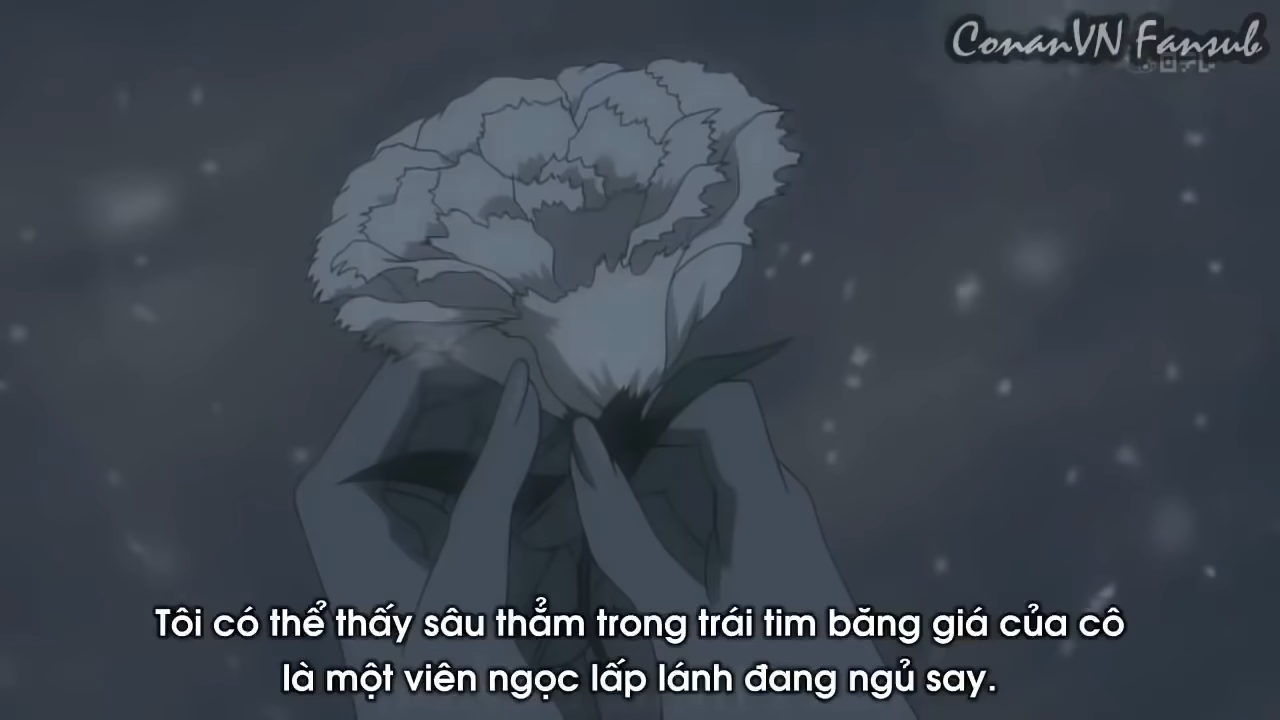 ConanVN Fansub
Tôi có thể thấy sâu thẳm trong trái tim băng giá của cô
là một viên ngọc lấp lánh đang ngủ say.